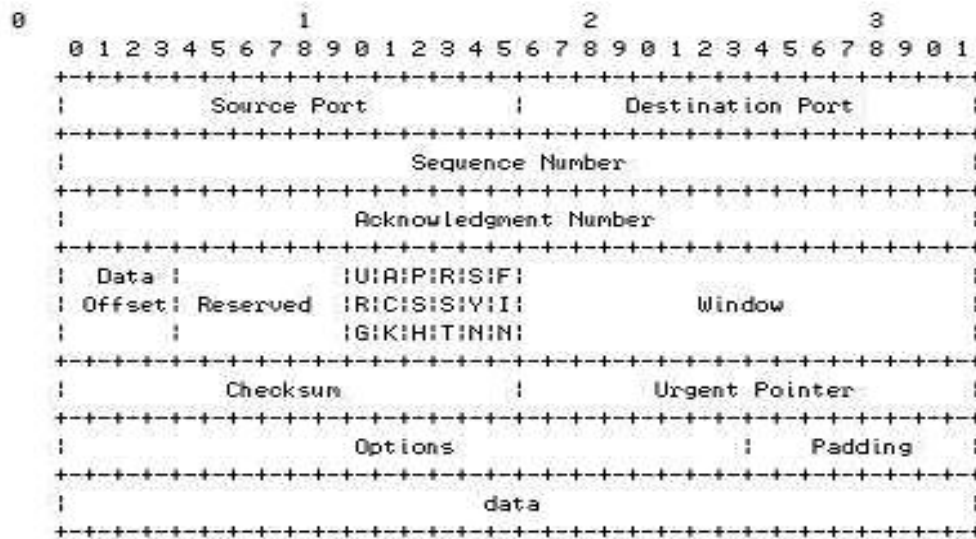 0                   1                   2                   3
 0 1 2 3 4 5 6 7 8 9 0 1 2 3 4 5 6 7 8 9 0 1 2 3 4 5 6 7 8 9 0 1
+-+-+-+-+-+-+-+-+-+-+-+-+-+-+-+-+-+-+-+-+-+-+-+-+-+-+-+-+-+-+-+-+
¦          Source Port          ¦       Destination Port        ¦
+-+-+-+-+-+-+-+-+-+-+-+-+-+-+-+-+-+-+-+-+-+-+-+-+-+-+-+-+-+-+-+-+
¦                        Sequence Number                        ¦
+-+-+-+-+-+-+-+-+-+-+-+-+-+-+-+-+-+-+-+-+-+-+-+-+-+-+-+-+-+-+-+-+
¦                    Acknowledgment Number                      ¦
+-+-+-+-+-+-+-+-+-+-+-+-+-+-+-+-+-+-+-+-+-+-+-+-+-+-+-+-+-+-+-+-+
¦  Data ¦           ¦U¦A¦P¦R¦S¦F¦                               ¦
¦ Offset¦ Reserved  ¦R¦C¦S¦S¦Y¦I¦            Window             ¦
¦       ¦           ¦G¦K¦H¦T¦N¦N¦                               ¦
+-+-+-+-+-+-+-+-+-+-+-+-+-+-+-+-+-+-+-+-+-+-+-+-+-+-+-+-+-+-+-+-+
¦           Checksum            ¦         Urgent Pointer        ¦
+-+-+-+-+-+-+-+-+-+-+-+-+-+-+-+-+-+-+-+-+-+-+-+-+-+-+-+-+-+-+-+-+
¦                    Options                    ¦    Padding    ¦
+-+-+-+-+-+-+-+-+-+-+-+-+-+-+-+-+-+-+-+-+-+-+-+-+-+-+-+-+-+-+-+-+
¦                             data                              ¦
+-+-+-+-+-+-+-+-+-+-+-+-+-+-+-+-+-+-+-+-+-+-+-+-+-+-+-+-+-+-+-+-+